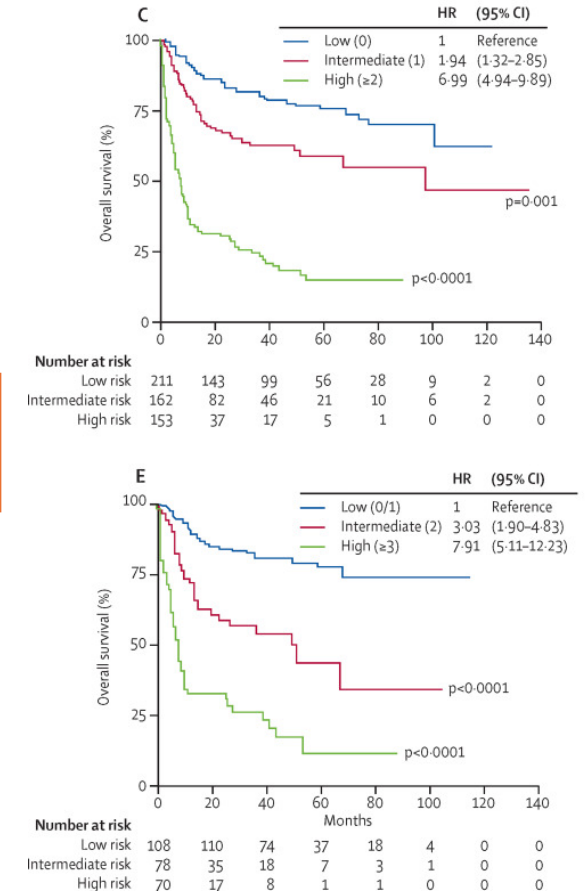 C
HR (95% CI)
Low (0) 1 Reference
Intermediate (1) 1·94 (1·32–2·85)
High (≥2) 6·99 (4·94–9·89)
Overall survival (%)
100
75
50
25
0
p=0·001
p<0·0001
0 20 40 60 80 100 120 140
Number at risk
Low risk 211 143 99 56 28 9 2 0
Intermediate risk 162 82 46 21 10 6 2 0
High risk 153 37 17 5 1 0 0 0
E
HR (95% CI)
Low (0/1) 1 Reference
Intermediate (2) 3·03 (1·90–4·83)
High (≥3) 7·91 (5·11–12·23)
Overall survival (%)
100
75
50
25
0
p<0·0001
p<0·0001
0 20 40 60 80 100 120 140
Months
Number at risk
Low risk 108 110 74 37 18 4 0 0
Intermediate risk 78 35 18 7 3 1 0 0
High risk 70 17 8 1 1 0 0 0